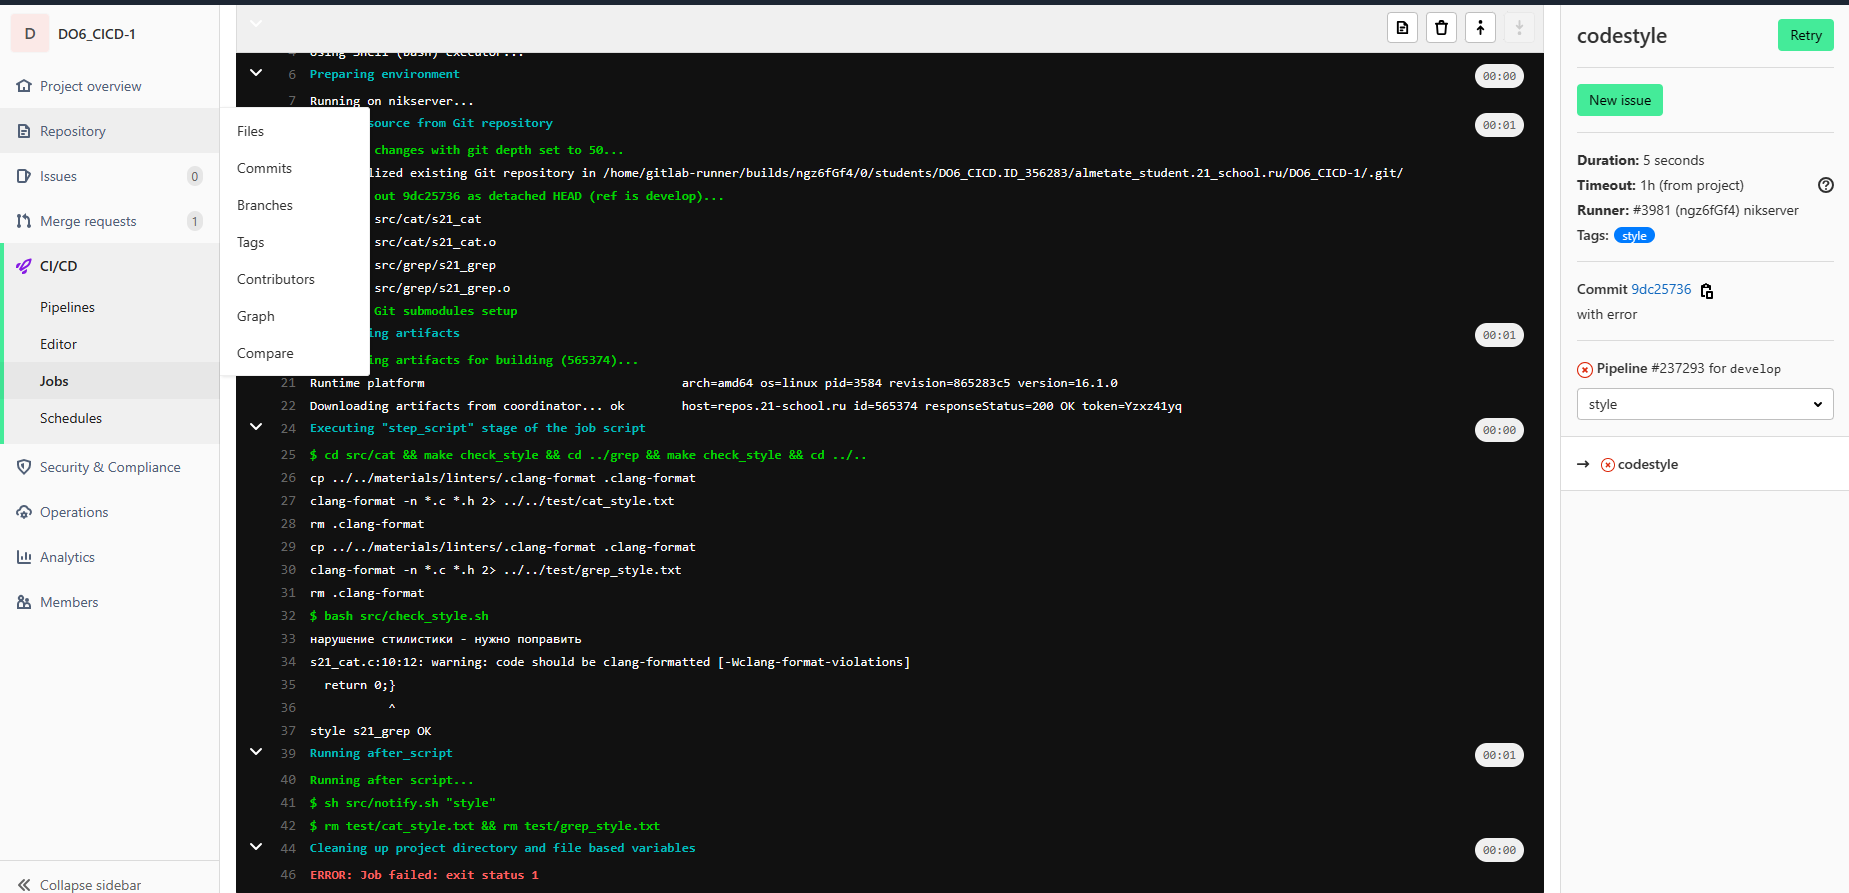 D DO6_CICD-1
Project overview
Repository
Issues 0
Merge requests 1
CI/CD
Pipelines
Editor
Jobs
Schedules
Security & Compliance
Operations
Analytics
Members
Collapse sidebar
Files
Commits
Branches
Tags
Contributors
Graph
Compare
Using Shell (bash) executor...
6 Preparing environment 00:00
7 Running on nikserver...
source from Git repository 00:01
changes with git depth set to 50...
lized existing Git repository in /home/gitlab-runner/builds/ngz6fGf4/0/students/DO6_CICD.ID_356283/almetate_student.21_school.ru/DO6_CICD-1/.git/
out 9dc25736 as detached HEAD (ref is develop)...
src/cat/s21_cat
src/cat/s21_cat.o
src/grep/s21_grep
src/grep/s21_grep.o
Git submodules setup
ing artifacts 00:01
ing artifacts for building (565374)...
21 Runtime platform arch=amd64 os=linux pid=3584 revision=865283c5 version=16.1.0
22 Downloading artifacts from coordinator... ok host=repos.21-school.ru id=565374 responseStatus=200 OK token=Yzxz41yq
24 Executing "step_script" stage of the job script 00:00
25 $ cd src/cat && make check_style && cd ../grep && make check_style && cd ../..
26 cp ../../materials/linters/.clang-format .clang-format
27 clang-format -n *.c *.h 2> ../../test/cat_style.txt
28 rm .clang-format
29 cp ../../materials/linters/.clang-format .clang-format
30 clang-format -n *.c *.h 2> ../../test/grep_style.txt
31 rm .clang-format
32 $ bash src/check_style.sh
33 нарушение стилистики - нужно поправить
34 s21_cat.c:10:12: warning: code should be clang-formatted [-Wclang-format-violations]
35 return 0;}
36 ^
37 style s21_grep OK
39 Running after_script 00:01
40 Running after script...
41 $ sh src/notify.sh "style"
42 $ rm test/cat_style.txt && rm test/grep_style.txt
44 Cleaning up project directory and file based variables 00:00
46 ERROR: Job failed: exit status 1
codestyle Retry
New issue
Duration: 5 seconds
Timeout: 1h (from project)
Runner: #3981 (ngz6fGf4) nikserver
Tags: style
Commit 9dc25736
with error
Pipeline #237293 for develop
style
→ codestyle